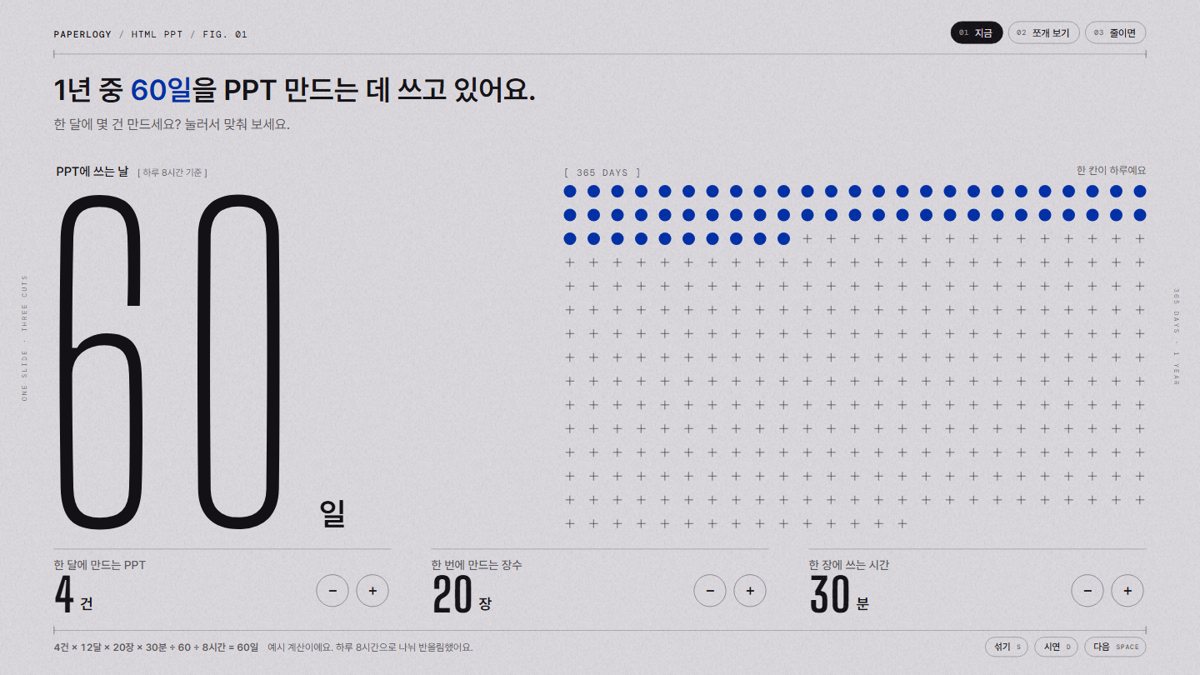 PAPERLOGY / HTML PPT / FIG. 01
01 지금
02 쪼개 보기
03 줄이면
1년 중 60일을 PPT 만드는 데 쓰고 있어요.
한 달에 몇 건 만드세요? 눌러서 맞춰 보세요.
PPT에 쓰는 날 [ 하루 8시간 기준 ]
[ 365 DAYS ]
한 칸이 하루예요
60 일
ONE SLIDE · THREE CUTS
365 DAYS · 1 YEAR
한 달에 만드는 PPT
4 건
− +
한 번에 만드는 장수
20 장
− +
한 장에 쓰는 시간
30 분
− +
4건 × 12달 × 20장 × 30분 ÷ 60 ÷ 8시간 = 60일 예시 계산이에요. 하루 8시간으로 나눠 반올림했어요.
섞기 S
시연 D
다음 SPACE